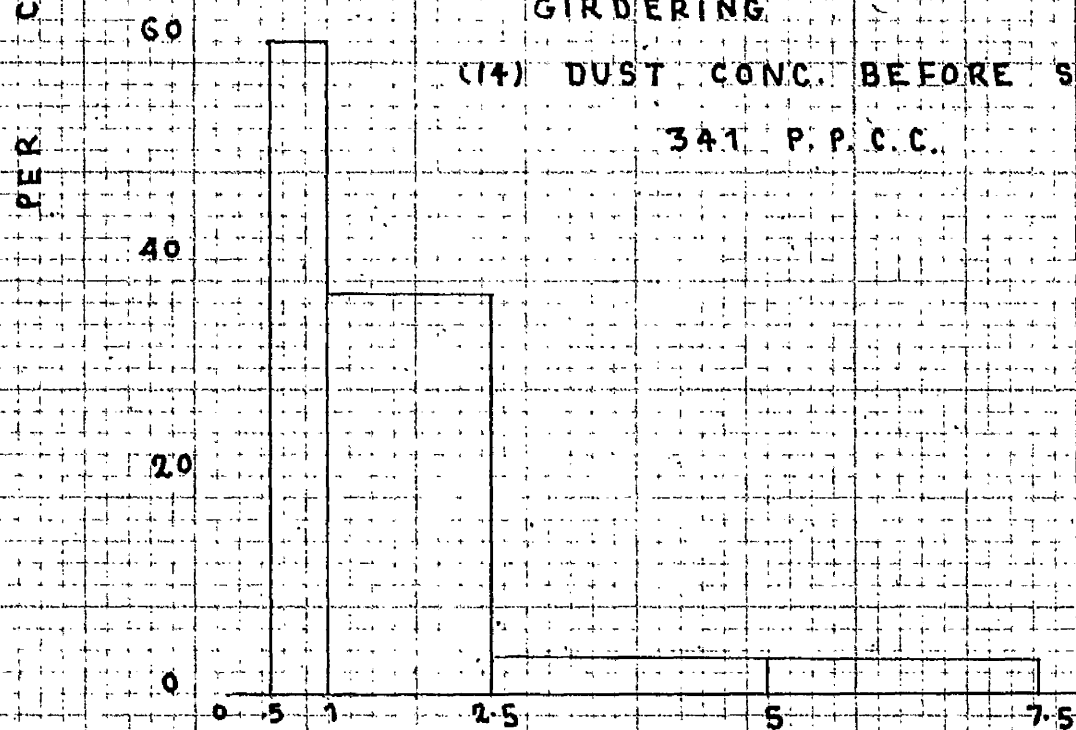 GIRDERING
(14) DUST CONC. BEFORE S
341 P.P.C.C.
PER C
60
40
20
0
0 .5 1 2.5 5 7.5